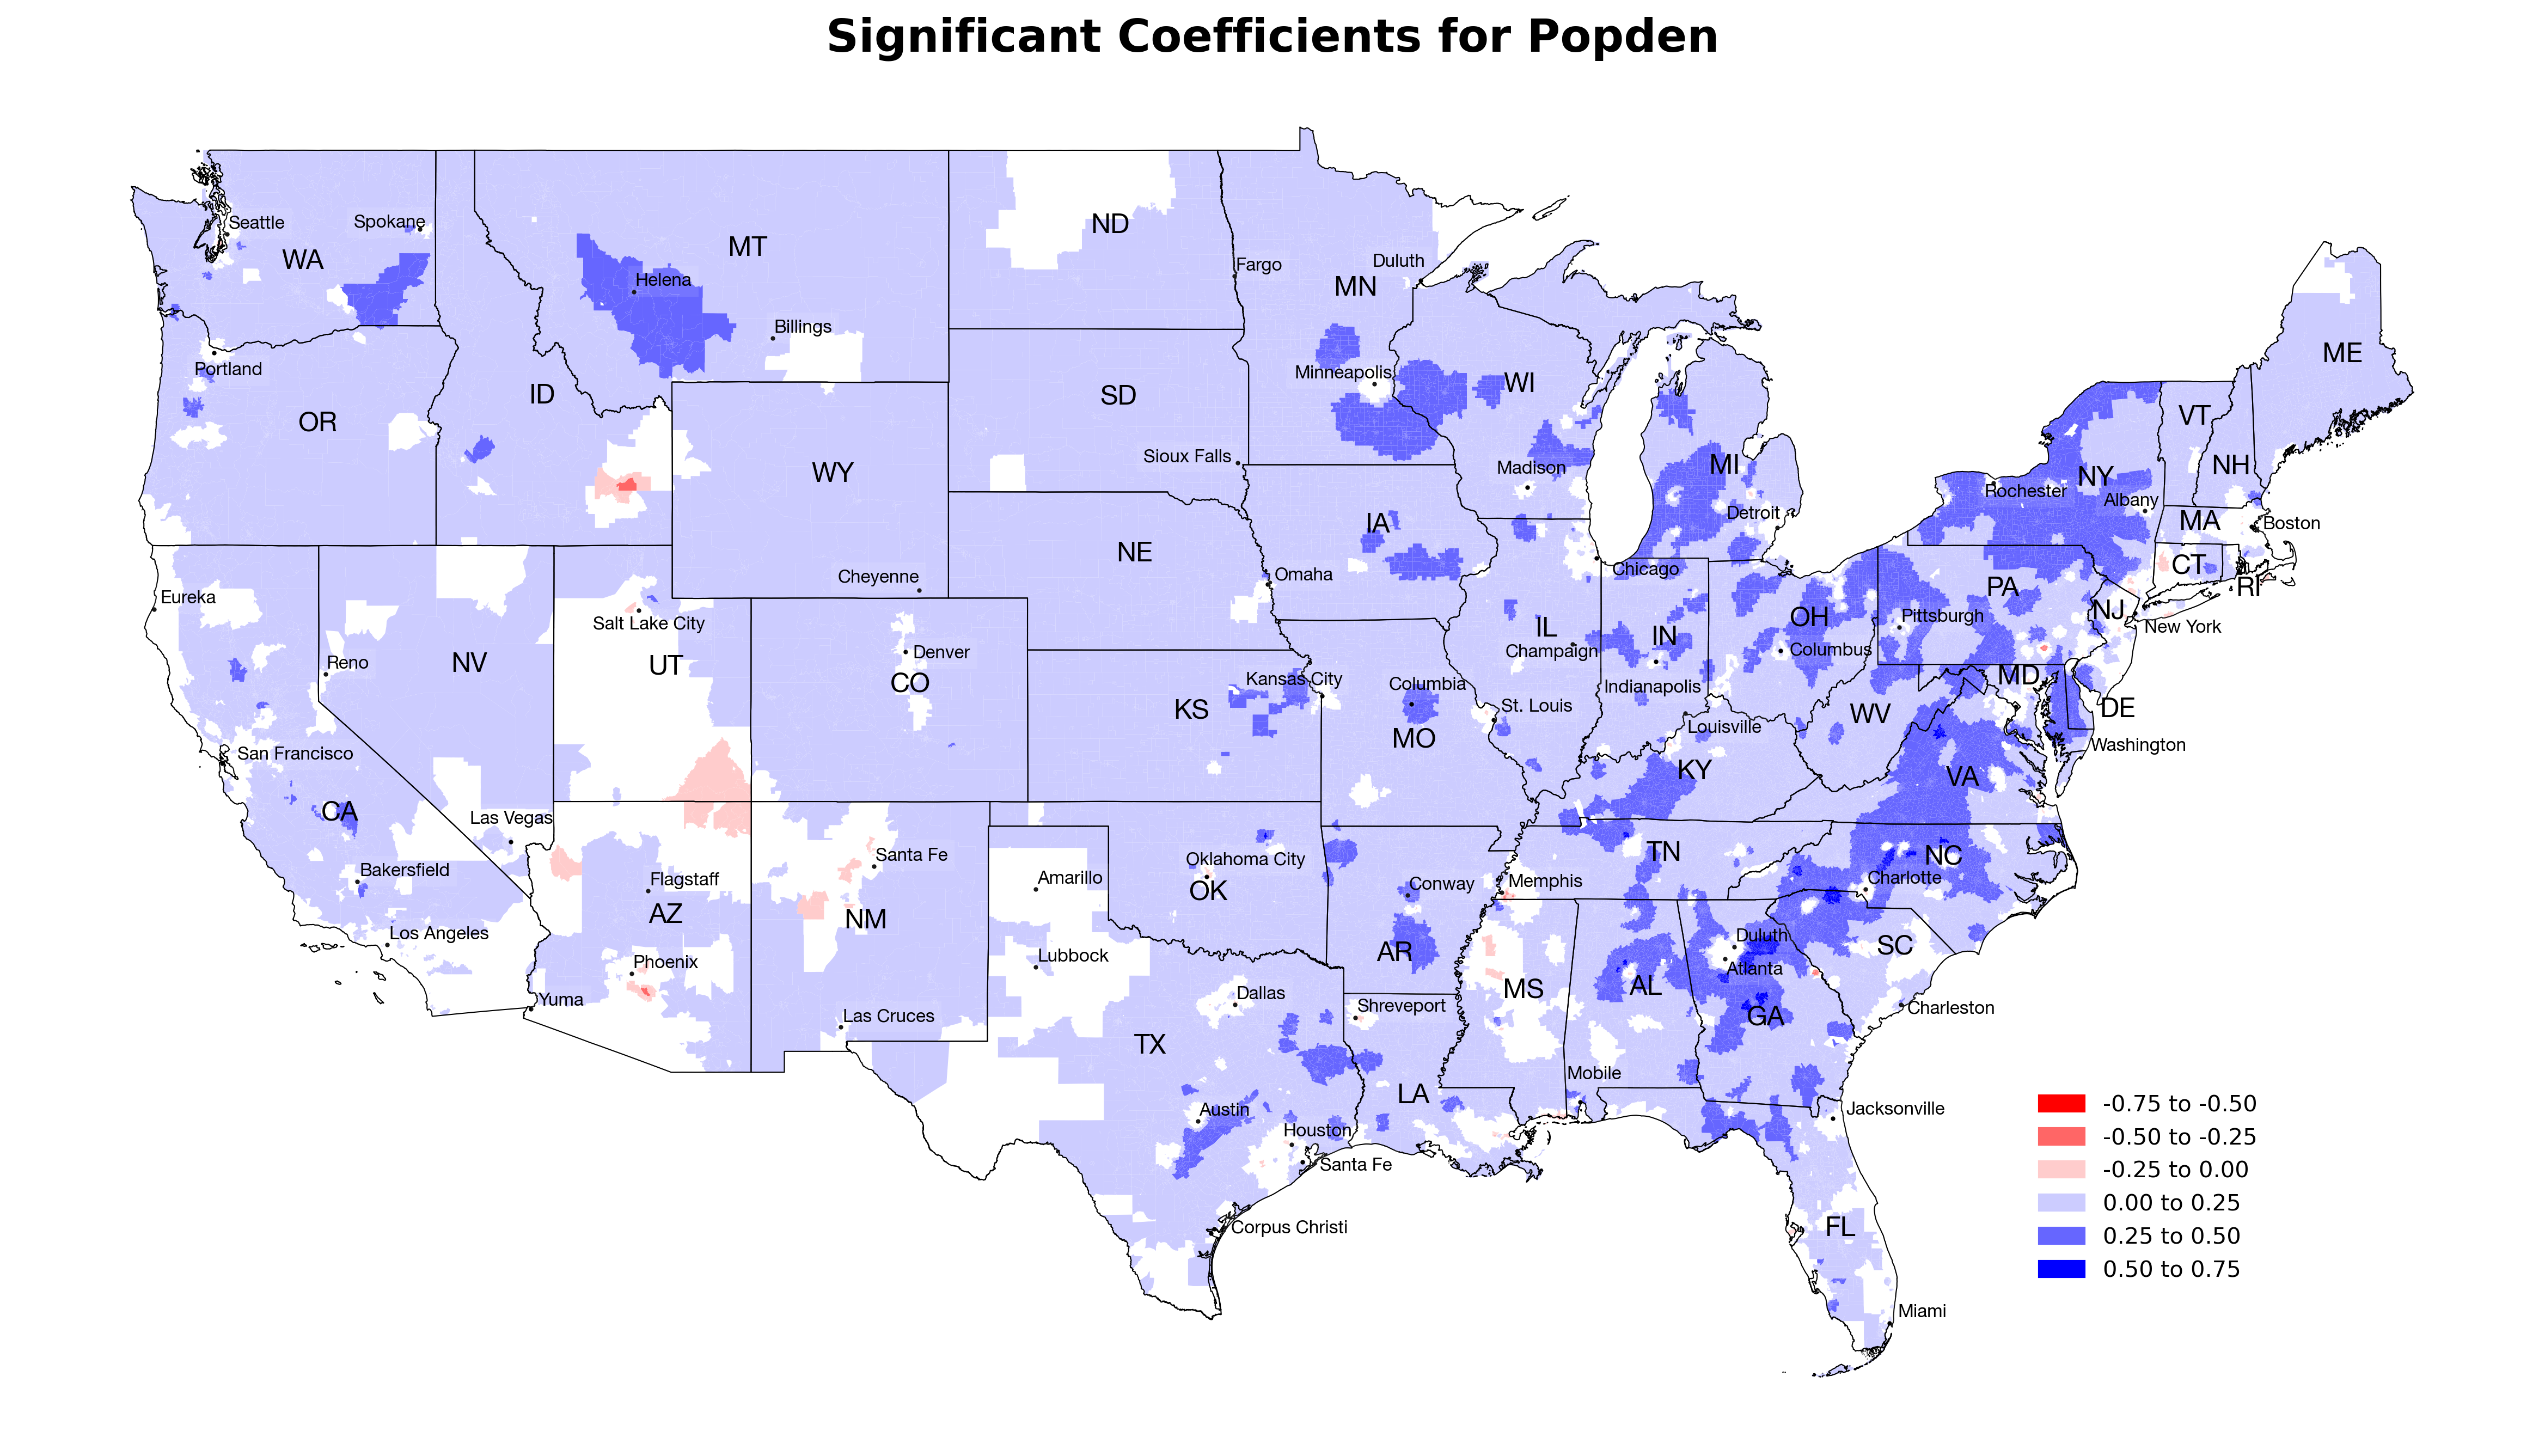 Significant Coefficients for Popden
Seattle
Spokane
WA
MT
Helena
Billings
ND
Fargo
Duluth
MN
Minneapolis
WI
ME
Portland
OR
ID
WY
SD
Sioux Falls
Madison
MI
Detroit
Rochester
NY
Albany
VT
NH
MA
Boston
CT
RI
Eureka
Reno
NV
Salt Lake City
UT
Cheyenne
Denver
CO
NE
Omaha
IA
Chicago
IL
Champaign
IN
Indianapolis
OH
Columbus
Pittsburgh
PA
NJ
New York
MD
DE
Washington
San Francisco
CA
Las Vegas
Bakersfield
Los Angeles
KS
Kansas City
Columbia
MO
St. Louis
Louisville
KY
WV
VA
Flagstaff
AZ
Phoenix
Yuma
Santa Fe
NM
Las Cruces
Amarillo
Lubbock
Oklahoma City
OK
Conway
AR
Memphis
TN
NC
Charlotte
SC
Charleston
Duluth
Atlanta
GA
AL
MS
Shreveport
Dallas
TX
Austin
Houston
Santa Fe
Corpus Christi
LA
Mobile
Jacksonville
FL
Miami
-0.75 to -0.50
-0.50 to -0.25
-0.25 to 0.00
0.00 to 0.25
0.25 to 0.50
0.50 to 0.75